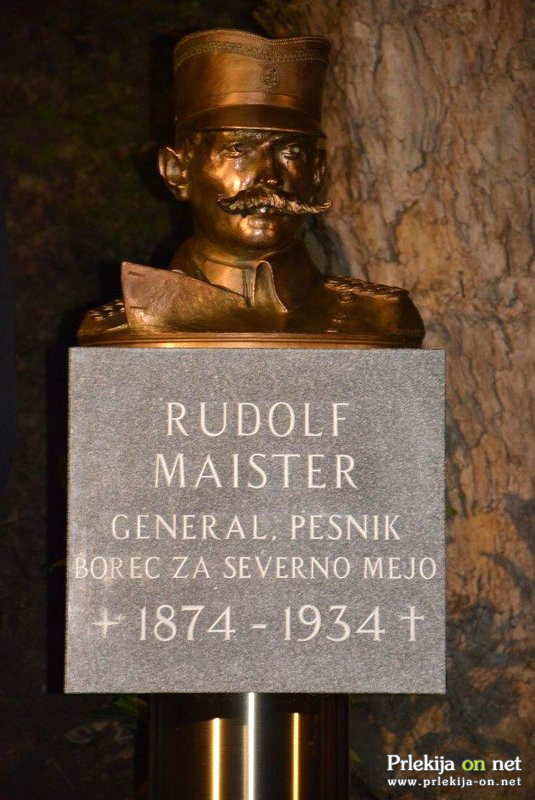 RUDOLF
MAISTER
GENERAL, PESNIK
BOREC ZA SEVERNO MEJO
+ 1874 - 1934 †
Prlekija on net
www.prlekija-on.net